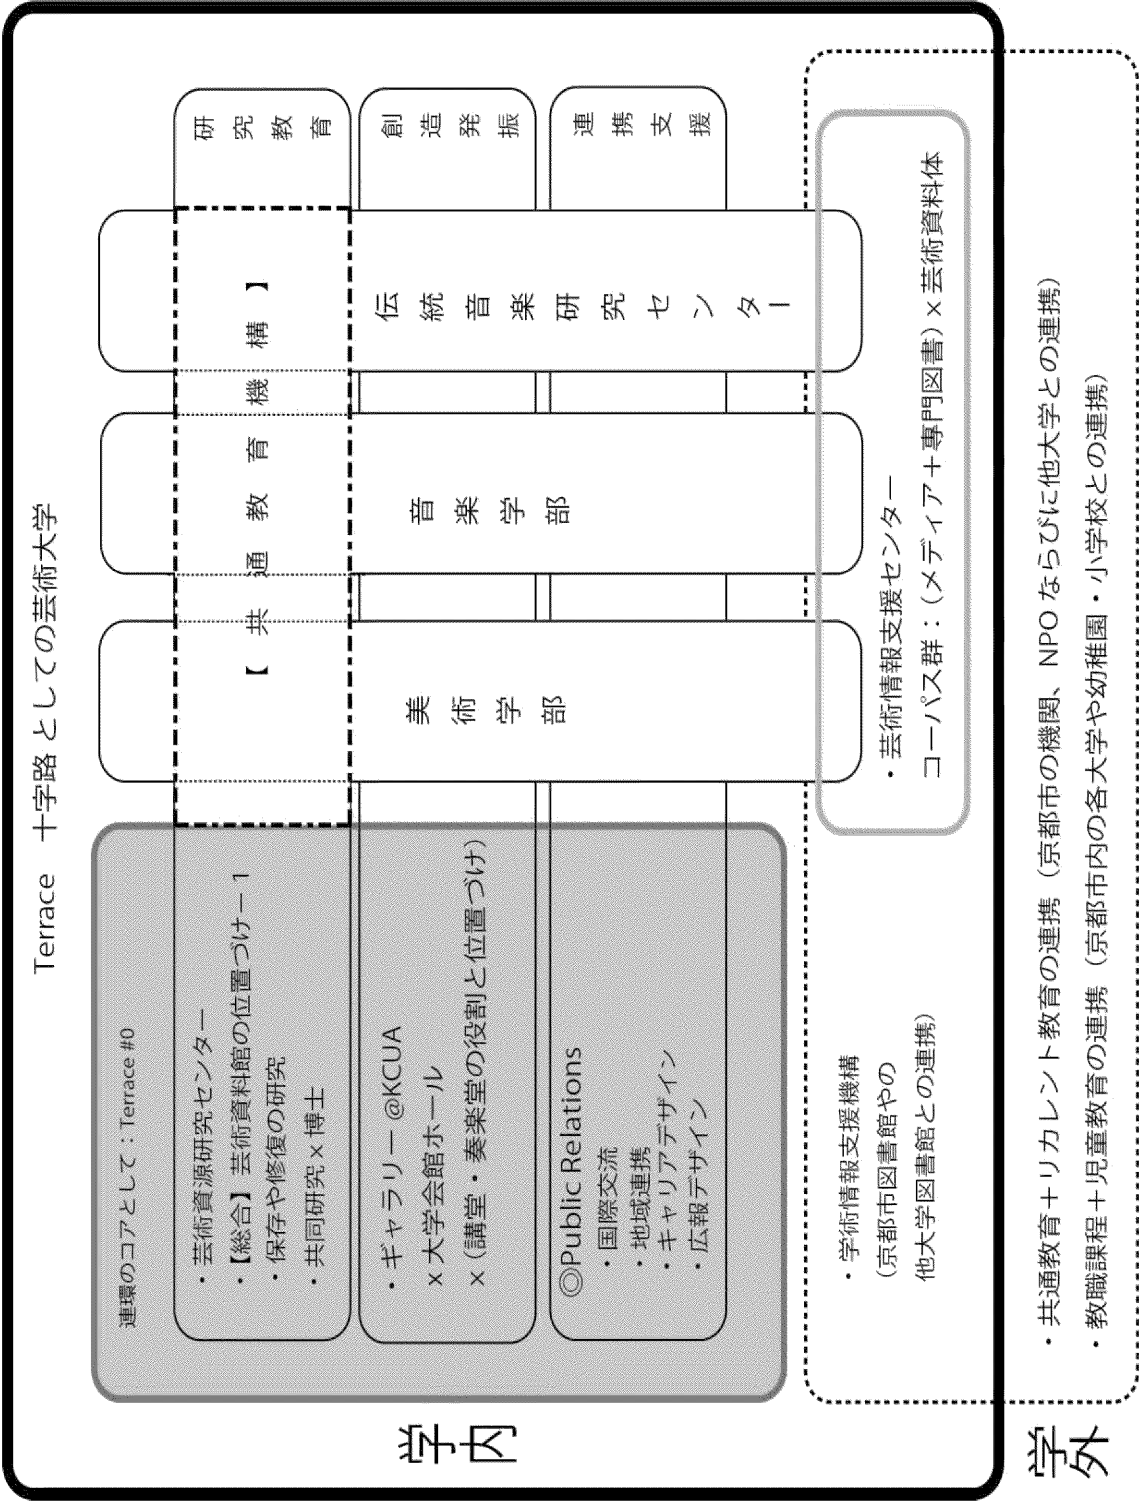 Terrace 十字路 としての芸術大学
連環のコアとして：Terrace #0
研究教育
・芸術資源研究センター
・【総合】芸術資料館の位置づけー1
・保存や修復の研究
・共同研究×博士
【共通教育機構】
創造発振
・ギャラリー @KCUA
x 大学会館ホール
×（講堂・奏楽堂の役割と位置づけ）
連携支援
◎Public Relations
・国際交流
・地域連携
・キャリアデザイン
・広報デザイン
美術学部
音楽学部
伝統音楽研究センター
・学術情報支援機構
（京都市図書館やの
他大学図書館との連携）
・芸術情報支援センター
コーパス群：（メディア＋専門図書）×芸術資料体
学内
・共通教育＋リカレント教育の連携（京都市の機関、NPO ならびに他大学との連携）
・教職課程＋児童教育の連携（京都市内の各大学や幼稚園・小学校との連携）
学外